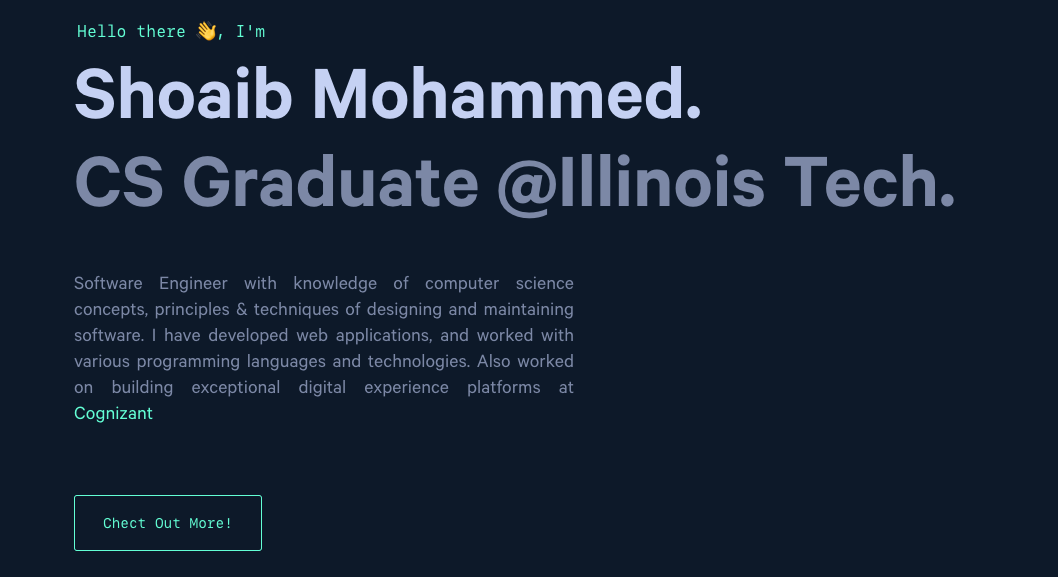 Hello there 👋, I'm
Shoaib Mohammed.
CS Graduate @Illinois Tech.
Software Engineer with knowledge of computer science
concepts, principles & techniques of designing and maintaining
software. I have developed web applications, and worked with
various programming languages and technologies. Also worked
on building exceptional digital experience platforms at
Cognizant
Chect Out More!